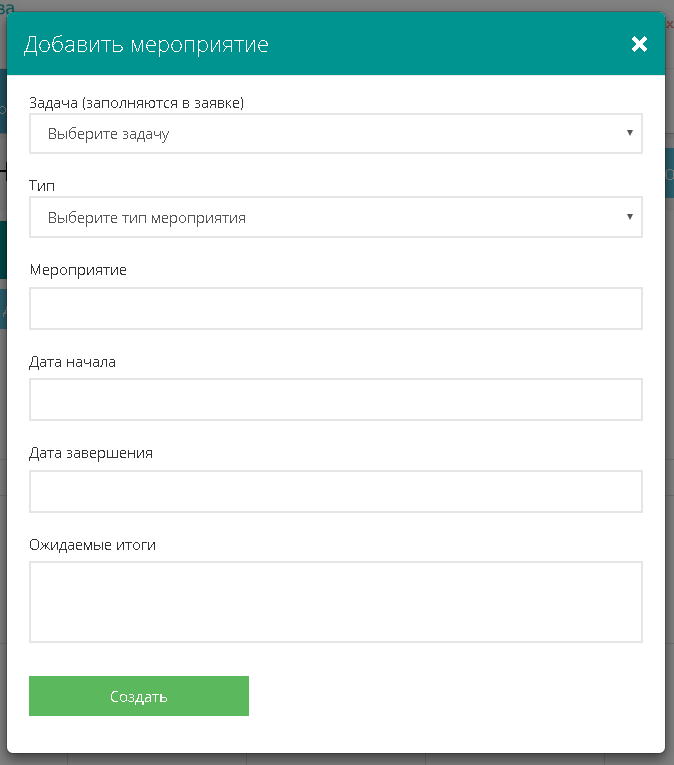 Добавить мероприятие
Задача (заполняются в заявке)
Выберите задачу
Тип
Выберите тип мероприятия
Мероприятие
Дата начала
Дата завершения
Ожидаемые итоги
Создать